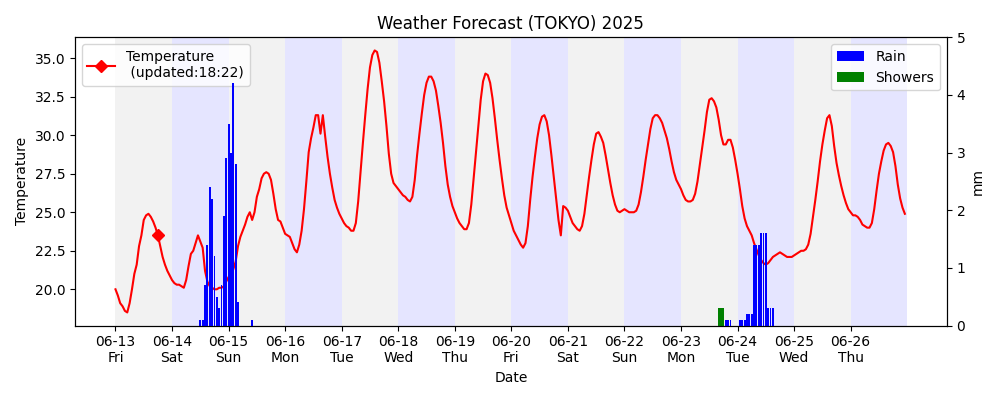 Weather Forecast (TOKYO) 2025
Temperature
(updated:18:22)
Rain
Showers
Temperature
35.0
32.5
30.0
27.5
25.0
22.5
20.0
5
4
3
2
1
0
mm
06-13 06-14 06-15 06-16 06-17 06-18 06-19 06-20 06-21 06-22 06-23 06-24 06-25 06-26
Fri Sat Sun Mon Tue Wed Thu Fri Sat Sun Mon Tue Wed Thu
Date